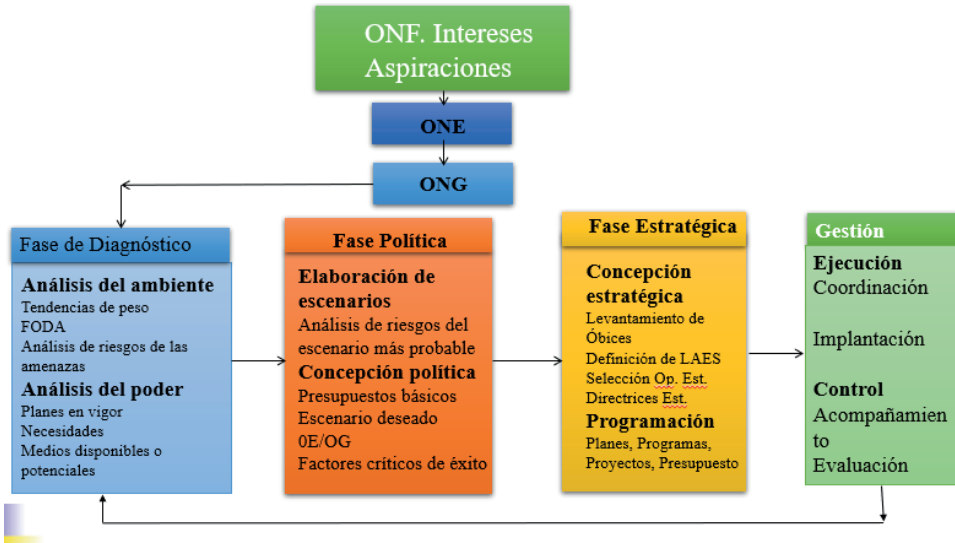 ONF. Intereses
Aspiraciones
ONE
ONG
Fase de Diagnóstico
Análisis del ambiente
Tendencias de peso
FODA
Análisis de riesgos de las
amenazas
Análisis del poder
Planes en vigor
Necesidades
Medios disponibles o
potenciales
Fase Política
Elaboración de
escenarios
Análisis de riesgos del
escenario más probable
Concepción política
Presupuestos básicos
Escenario deseado
0E/OG
Factores críticos de éxito
Fase Estratégica
Concepción
estratégica
Levantamiento de
Óbices
Definición de LAES
Selección Op. Est.
Directrices Est.
Programación
Planes, Programas,
Proyectos, Presupuesto
Gestión
Ejecución
Coordinación
Implantación
Control
Acompañamien
to
Evaluación